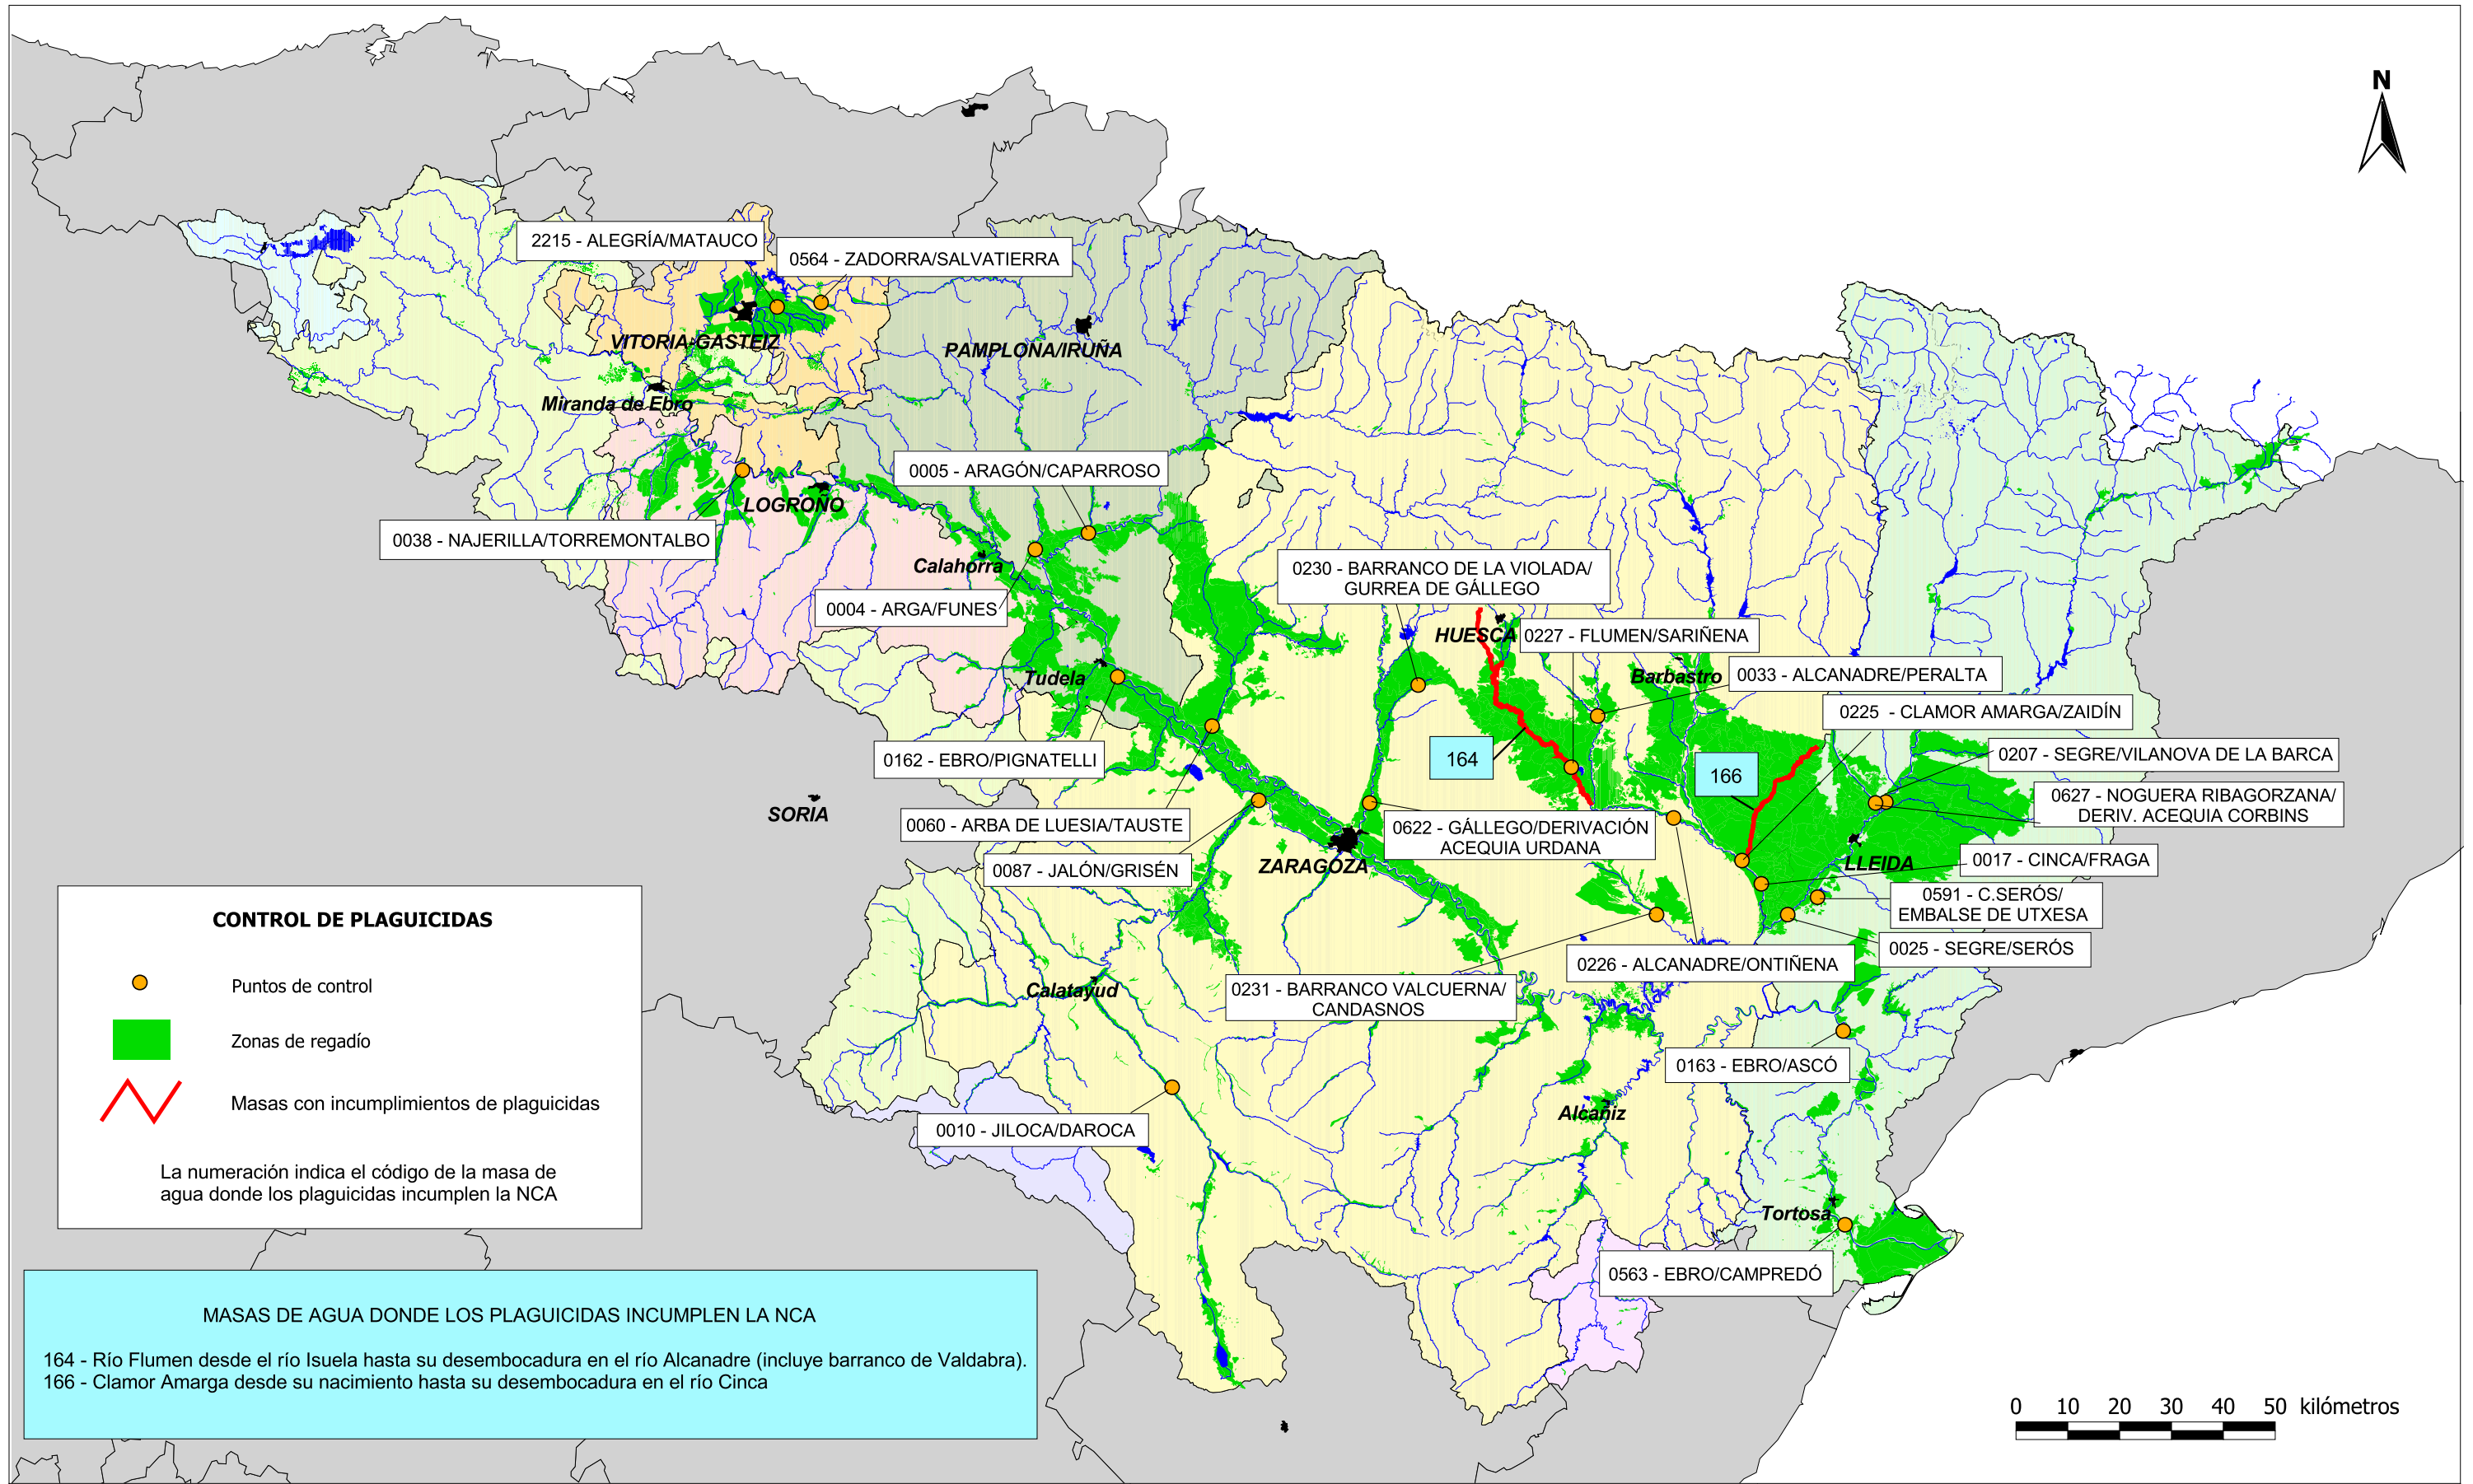 N
2215 - ALEGRÍA/MATAUCO
0564 - ZADORRA/SALVATIERRA
VITORIA-GASTEIZ
PAMPLONA/IRUÑA
Miranda de Ebro
0005 - ARAGÓN/CAPARROSO
LOGROÑO
0038 - NAJERILLA/TORREMONTALBO
Calahorra
0230 - BARRANCO DE LA VIOLADA/
GURREA DE GÁLLEGO
0004 - ARGA/FUNES
HUESCA
0227 - FLUMEN/SARIÑENA
Tudela
Barbastro
0033 - ALCANADRE/PERALTA
0225 - CLAMOR AMARGA/ZAIDÍN
0162 - EBRO/PIGNATELLI
164
166
0207 - SEGRE/VILANOVA DE LA BARCA
0627 - NOGUERA RIBAGORZANA/
DERIV. ACEQUIA CORBINS
SORIA
0060 - ARBA DE LUESIA/TAUSTE
0622 - GÁLLEGO/DERIVACIÓN
ACEQUIA URDANA
0087 - JALÓN/GRISÉN
ZARAGOZA
LLEIDA
0017 - CINCA/FRAGA
0591 - C.SERÓS/
EMBALSE DE UTXESA
0025 - SEGRE/SERÓS
0226 - ALCANADRE/ONTIÑENA
Calatayud
0231 - BARRANCO VALCUERNA/
CANDASNOS
0163 - EBRO/ASCÓ
Alcañiz
0010 - JILOCA/DAROCA
Tortosa
0563 - EBRO/CAMPREDÓ
CONTROL DE PLAGUICIDAS
Puntos de control
Zonas de regadío
Masas con incumplimientos de plaguicidas
La numeración indica el código de la masa de
agua donde los plaguicidas incumplen la NCA
MASAS DE AGUA DONDE LOS PLAGUICIDAS INCUMPLEN LA NCA
164 - Río Flumen desde el río Isuela hasta su desembocadura en el río Alcanadre (incluye barranco de Valdabra).
166 - Clamor Amarga desde su nacimiento hasta su desembocadura en el río Cinca
0 10 20 30 40 50 kilómetros